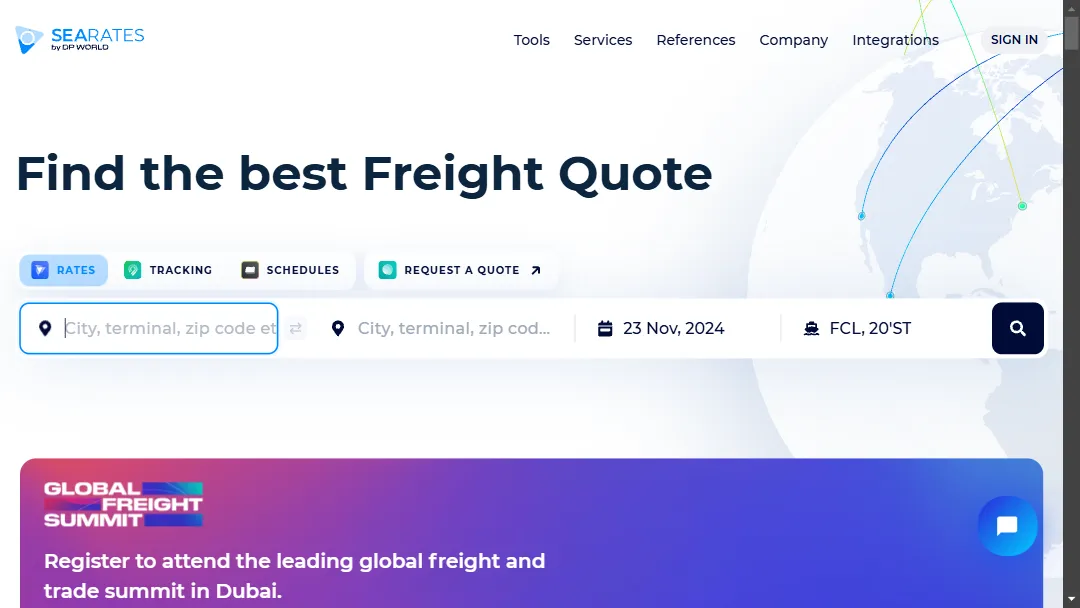 SEARATES
by DP WORLD
Tools Services References Company Integrations SIGN IN
Find the best Freight Quote
RATES TRACKING SCHEDULES REQUEST A QUOTE
City, terminal, zip code et City, terminal, zip cod... 23 Nov, 2024 FCL, 20'ST
GLOBAL
FREIGHT
SUMMIT
Register to attend the leading global freight and
trade summit in Dubai.